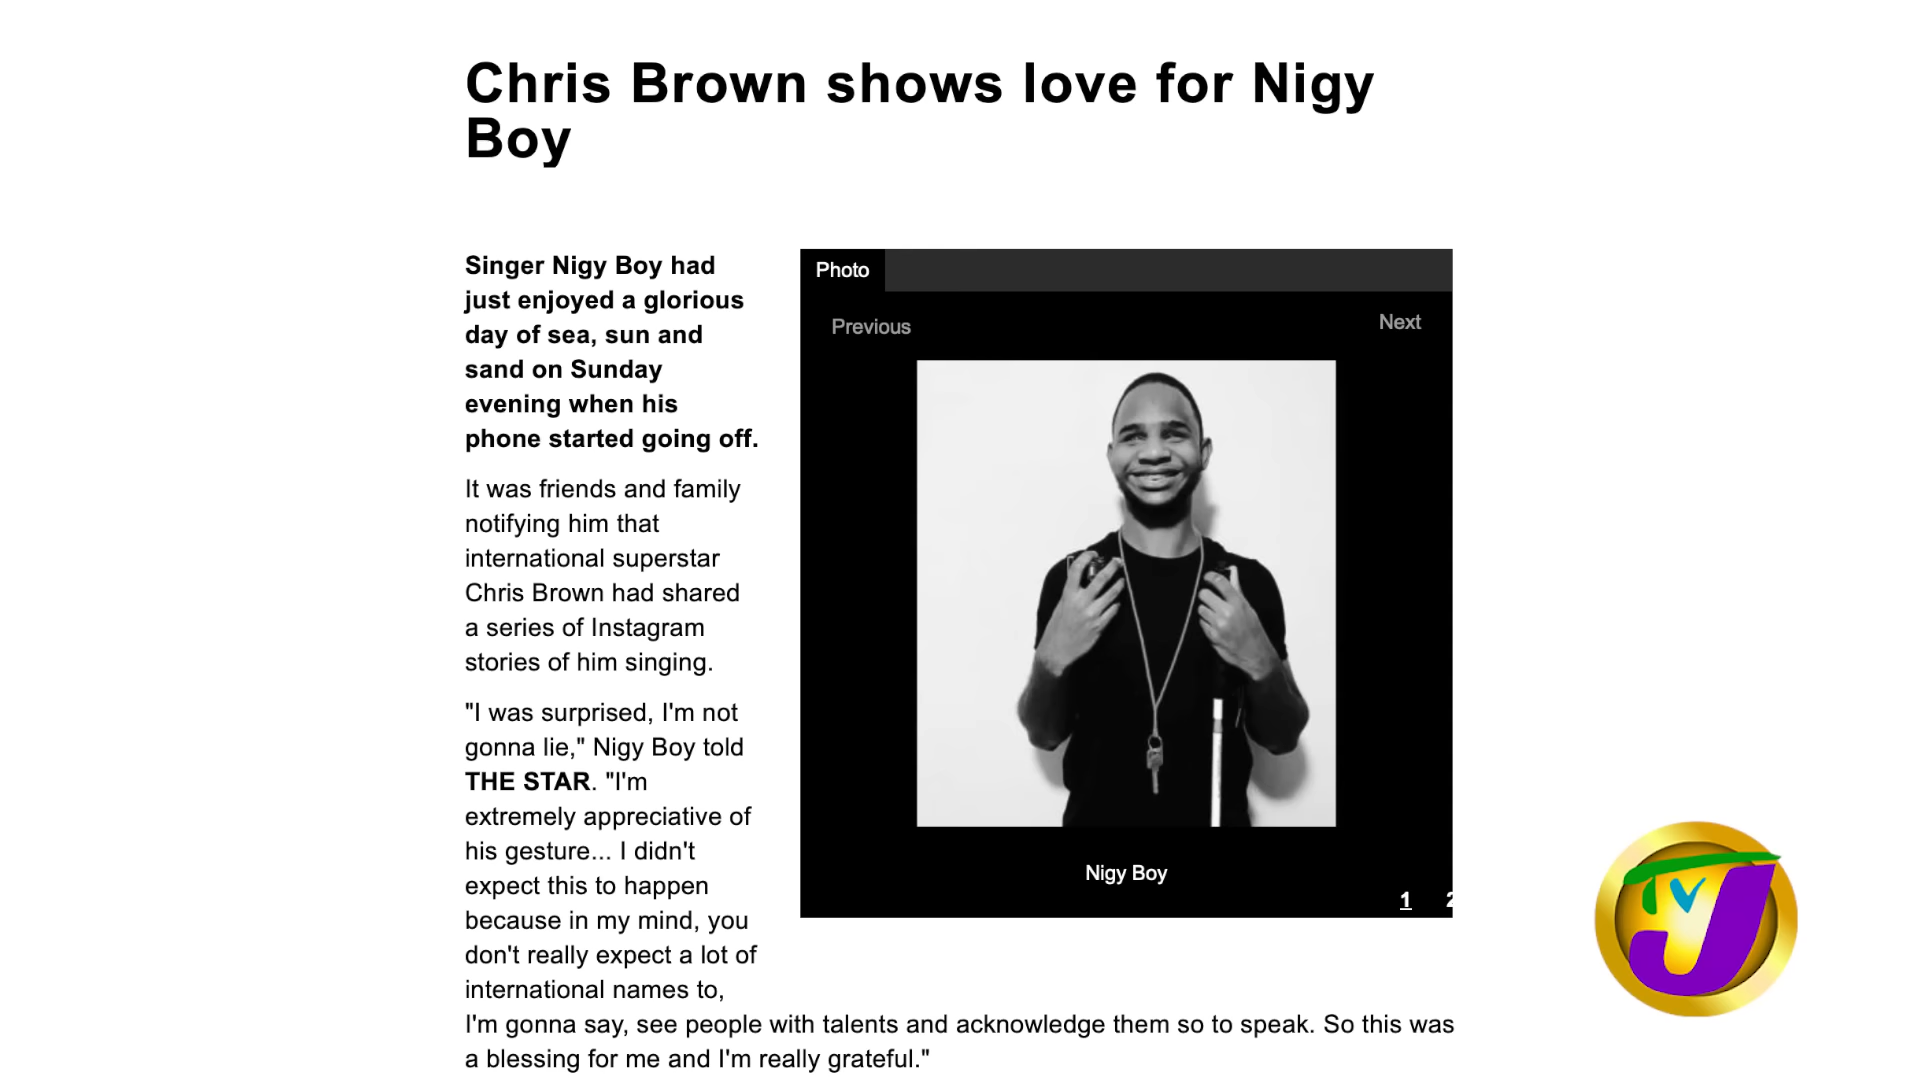 Chris Brown shows love for Nigy
Boy
Singer Nigy Boy had
just enjoyed a glorious
day of sea, sun and
sand on Sunday
evening when his
phone started going off.
It was friends and family
notifying him that
international superstar
Chris Brown had shared
a series of Instagram
stories of him singing.
"I was surprised, I'm not
gonna lie," Nigy Boy told
THE STAR. "I'm
extremely appreciative of
his gesture... I didn't
expect this to happen
because in my mind, you
don't really expect a lot of
international names to,
I'm gonna say, see people with talents and acknowledge them so to speak. So this was
a blessing for me and I'm really grateful."
Photo
Previous
Next
Nigy Boy
1 2
TVJ